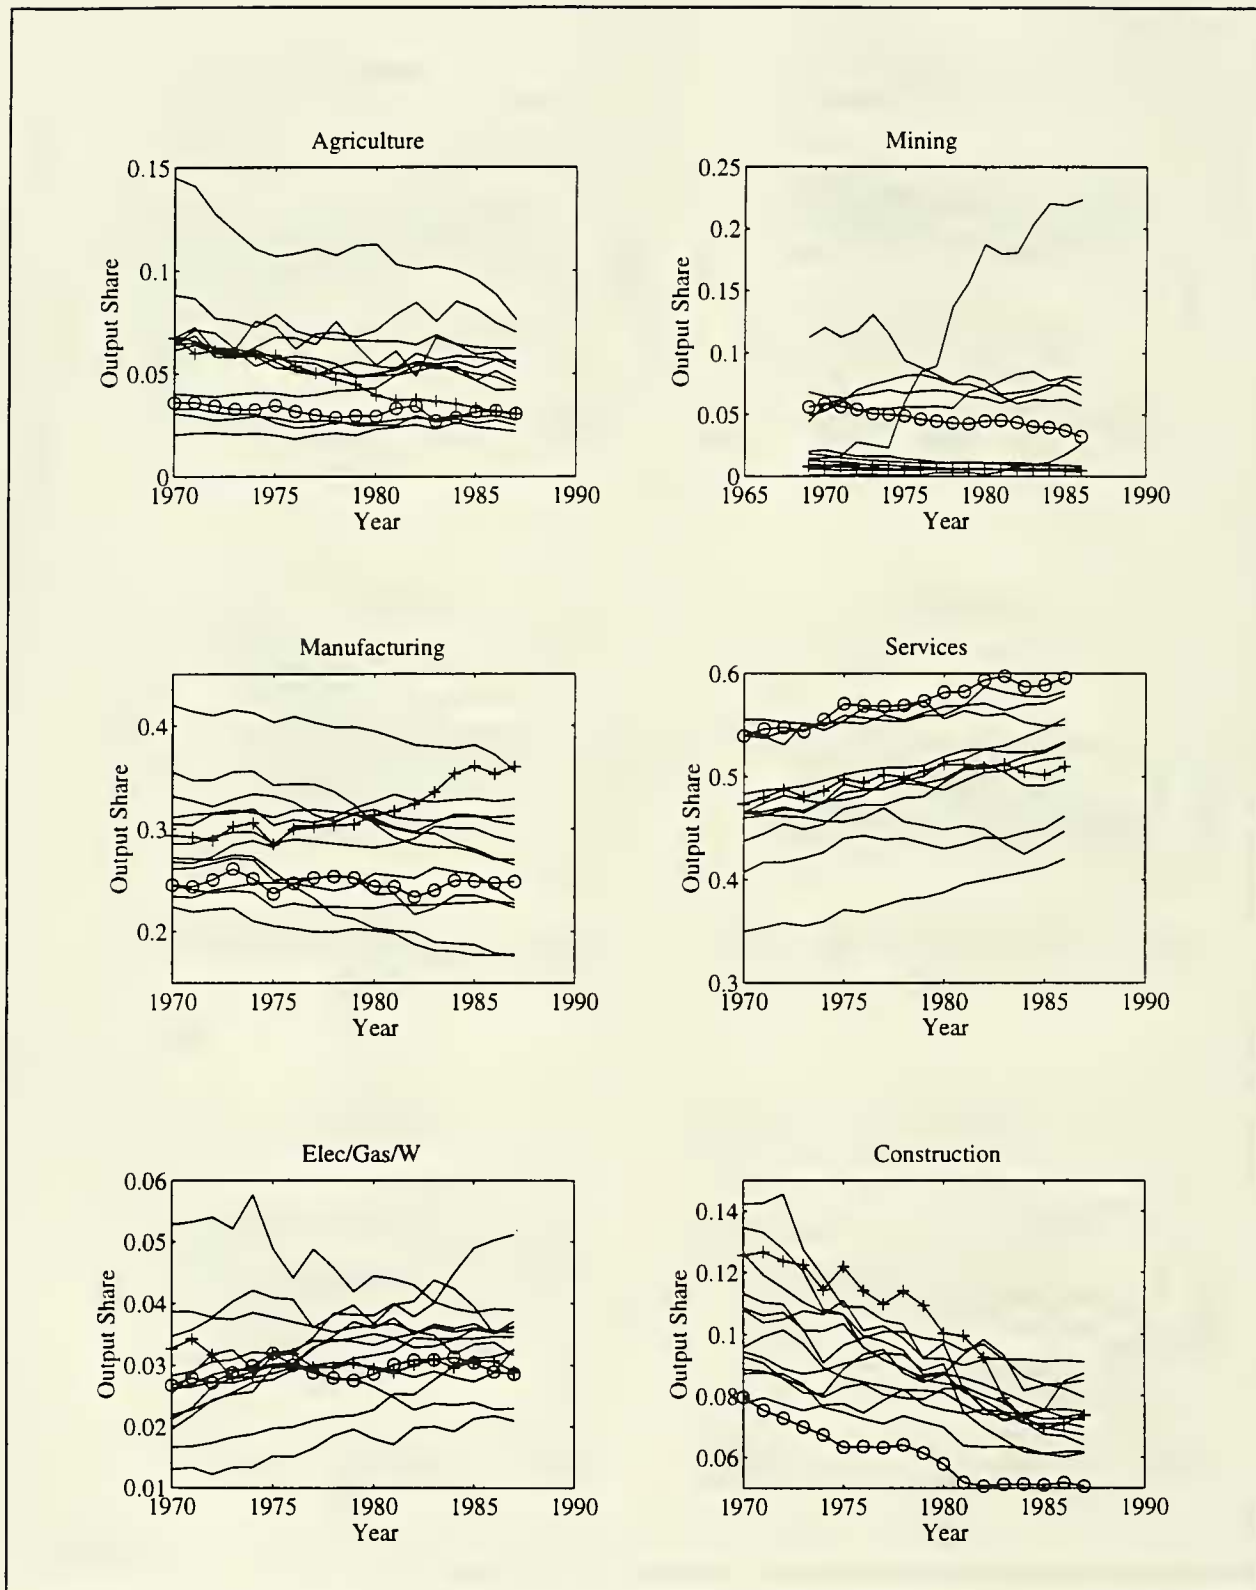 Agriculture
0.15
0.1
0.05
0
Output Share
1970 1975 1980 1985 1990
Year
Mining
0.25
0.2
0.15
0.1
0.05
0
Output Share
1965 1970 1975 1980 1985 1990
Year
Manufacturing
0.4
0.3
0.2
Output Share
1970 1975 1980 1985 1990
Year
Services
0.6
0.5
0.4
0.3
Output Share
1970 1975 1980 1985 1990
Year
Elec/Gas/W
0.06
0.05
0.04
0.03
0.02
0.01
Output Share
1970 1975 1980 1985 1990
Year
Construction
0.14
0.12
0.1
0.08
0.06
Output Share
1970 1975 1980 1985 1990
Year